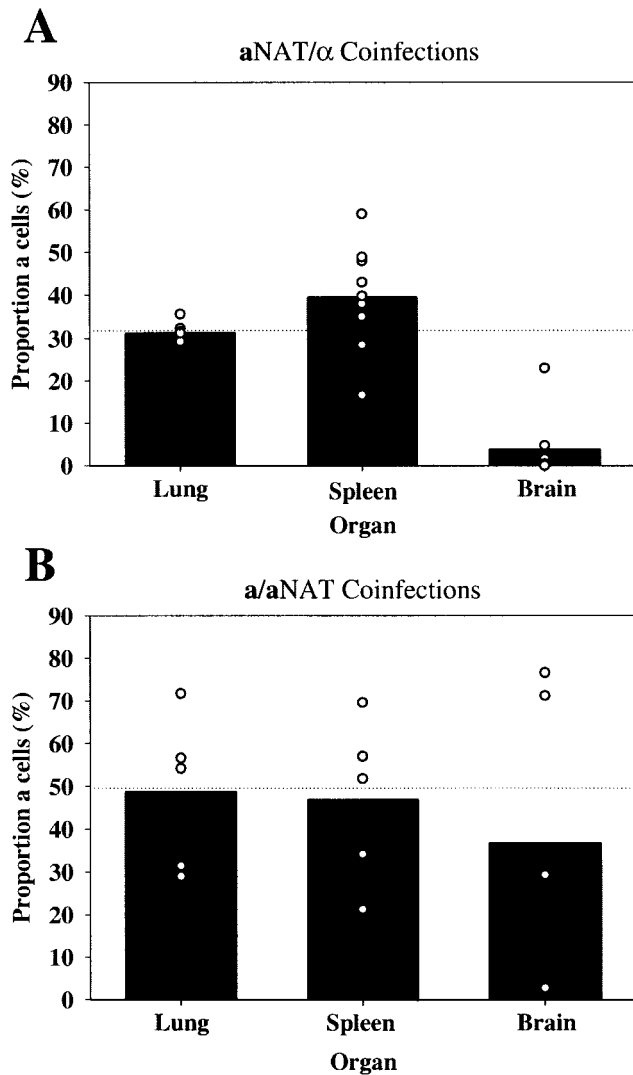 A
aNAT/α Coinfections
Proportion a cells (%)
90
80
70
60
50
40
30
20
10
0
Lung Spleen Brain
Organ
B
a/aNAT Coinfections
Proportion a cells (%)
90
80
70
60
50
40
30
20
10
0
Lung Spleen Brain
Organ